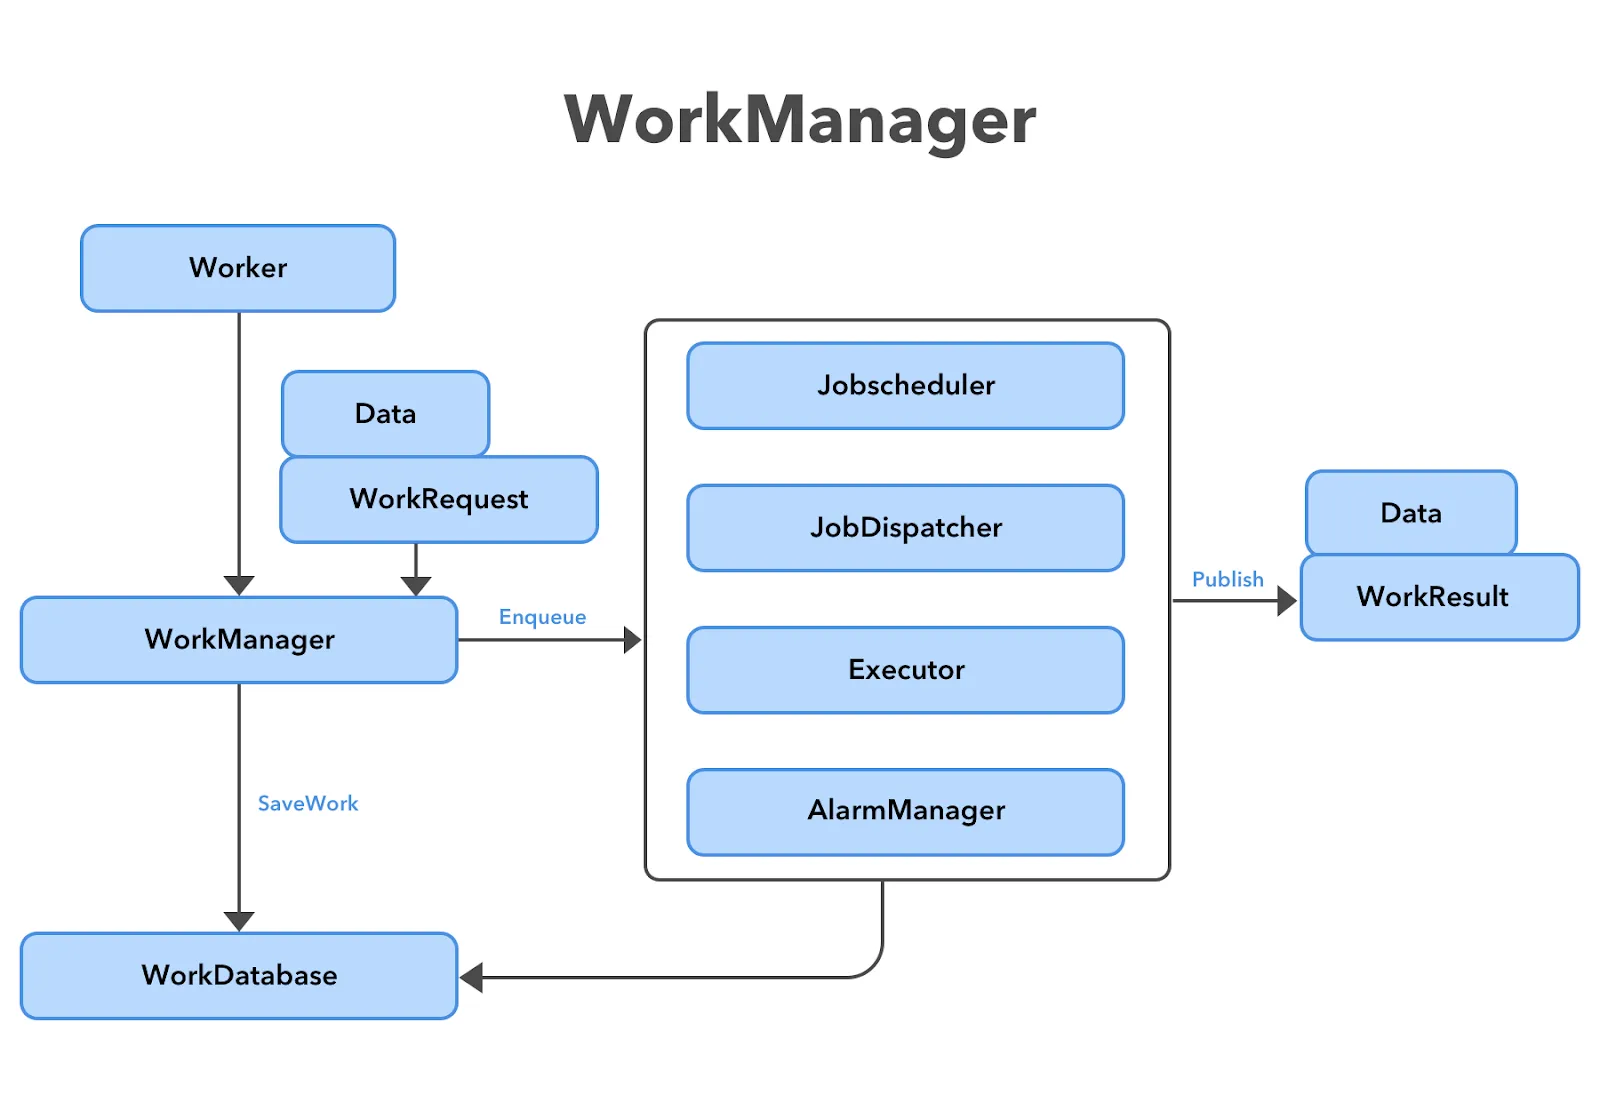 WorkManager
Worker
Data
WorkRequest
WorkManager
Enqueue
SaveWork
WorkDatabase
Jobscheduler
JobDispatcher
Executor
AlarmManager
Publish
Data
WorkResult